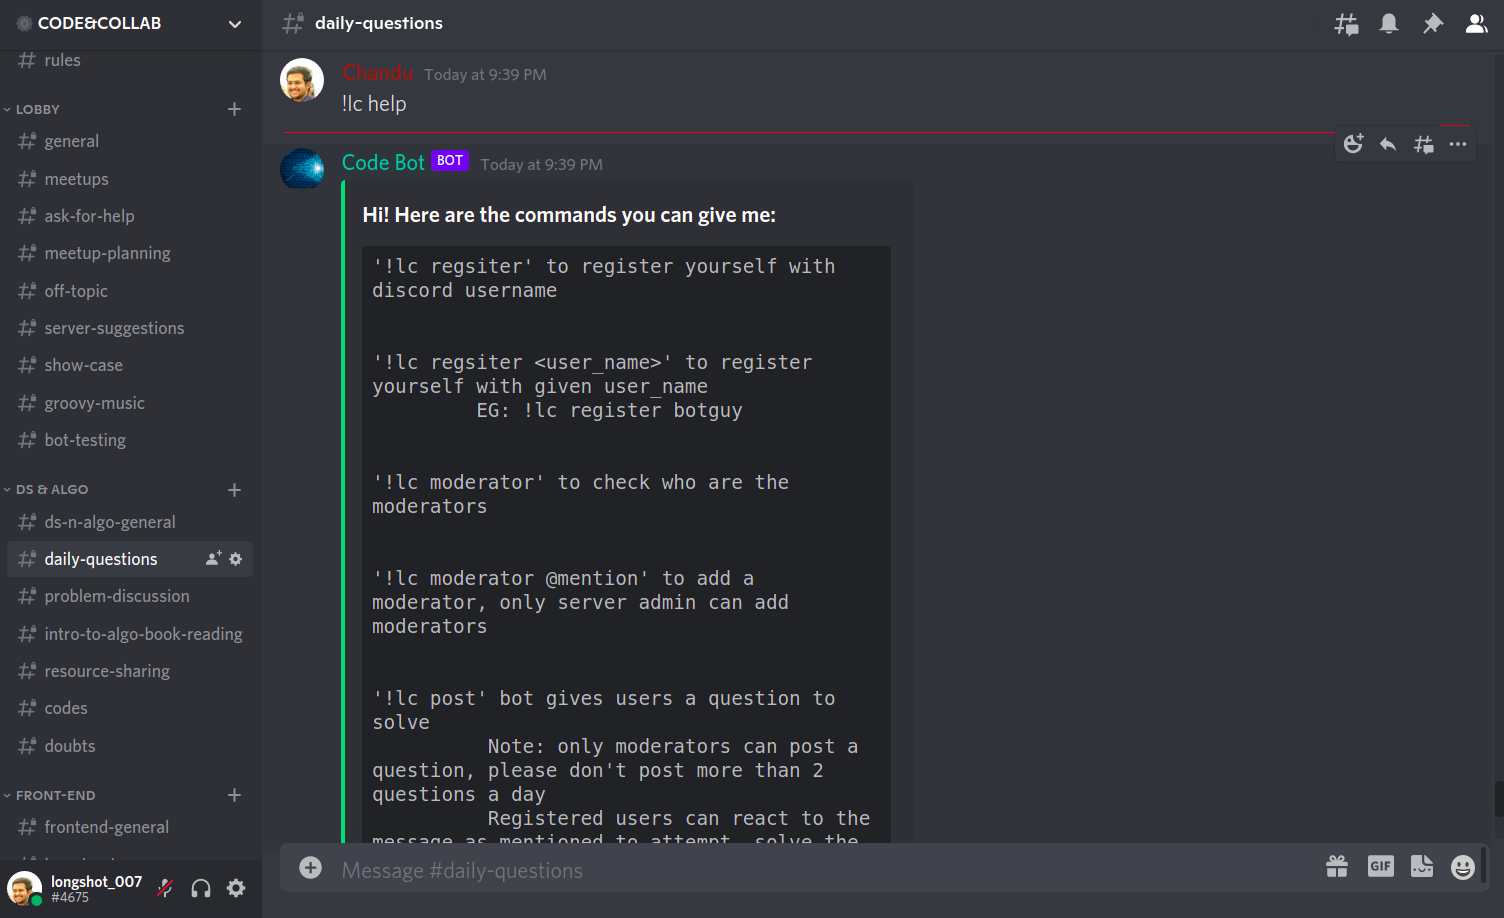 CODE&COLLAB
rules
LOBBY
general
meetups
ask-for-help
meetup-planning
off-topic
server-suggestions
show-case
groovy-music
bot-testing
DS & ALGO
ds-n-algo-general
daily-questions
problem-discussion
intro-to-algo-book-reading
resource-sharing
codes
doubts
FRONT-END
frontend-general
longshot_007
#4675
daily-questions
Chandu Today at 9:39 PM
!lc help
Code Bot BOT Today at 9:39 PM
Hi! Here are the commands you can give me:
'!lc regsiter' to register yourself with
discord username
'!lc regsiter <user_name>' to register
yourself with given user_name
EG: !lc register botguy
'!lc moderator' to check who are the
moderators
'!lc moderator @mention' to add a
moderator, only server admin can add
moderators
'!lc post' bot gives users a question to
solve
Note: only moderators can post a
question, please don't post more than 2
questions a day
Registered users can react to the
message as mentioned to attempt, solve the
Message #daily-questions
GIF